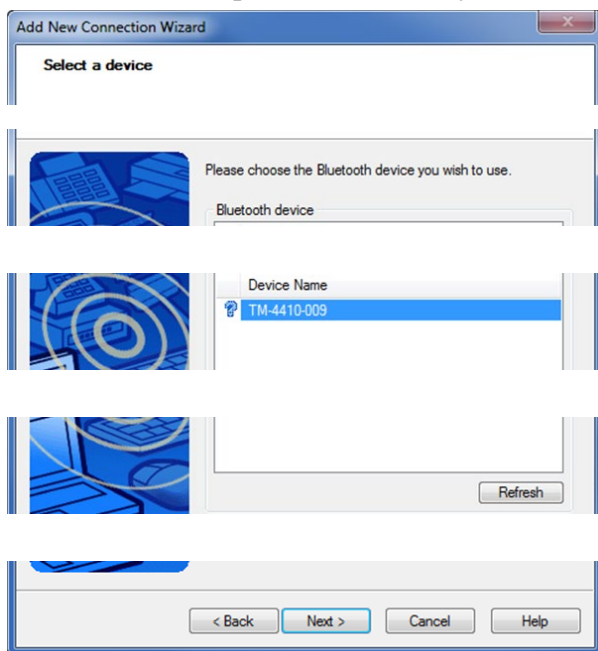 Add New Connection Wizard
Select a device
Please choose the Bluetooth device you wish to use.
Bluetooth device
Device Name
TM-4410-009
Refresh
< Back Next > Cancel Help